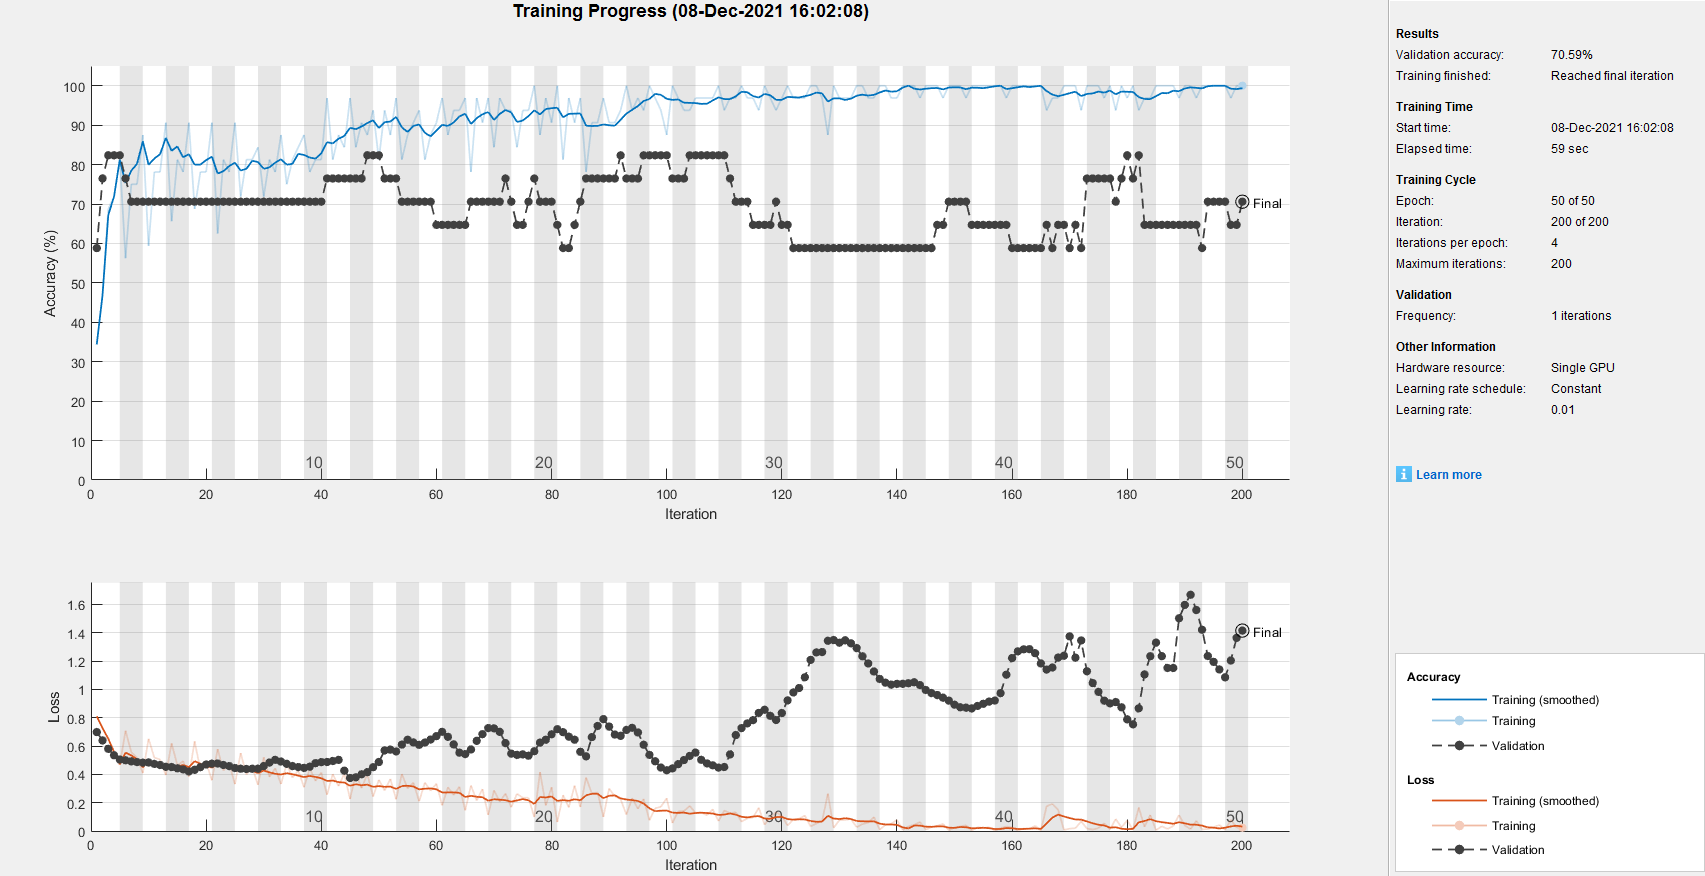 Training Progress (08-Dec-2021 16:02:08)
100
90
80
70
60
50
40
30
20
10
0
Accuracy (%)
10
20
30
40
50
Final
0
20
40
60
80
100
120
140
160
180
200
Iteration
1.6
1.4
1.2
1
0.8
0.6
0.4
0.2
0
Loss
10
20
30
40
50
Final
0
20
40
60
80
100
120
140
160
180
200
Iteration
Results
Validation accuracy: 70.59%
Training finished: Reached final iteration
Training Time
Start time: 08-Dec-2021 16:02:08
Elapsed time: 59 sec
Training Cycle
Epoch: 50 of 50
Iteration: 200 of 200
Iterations per epoch: 4
Maximum iterations: 200
Validation
Frequency: 1 iterations
Other Information
Hardware resource: Single GPU
Learning rate schedule: Constant
Learning rate: 0.01
i Learn more
Accuracy
Training (smoothed)
Training
Validation
Loss
Training (smoothed)
Training
Validation